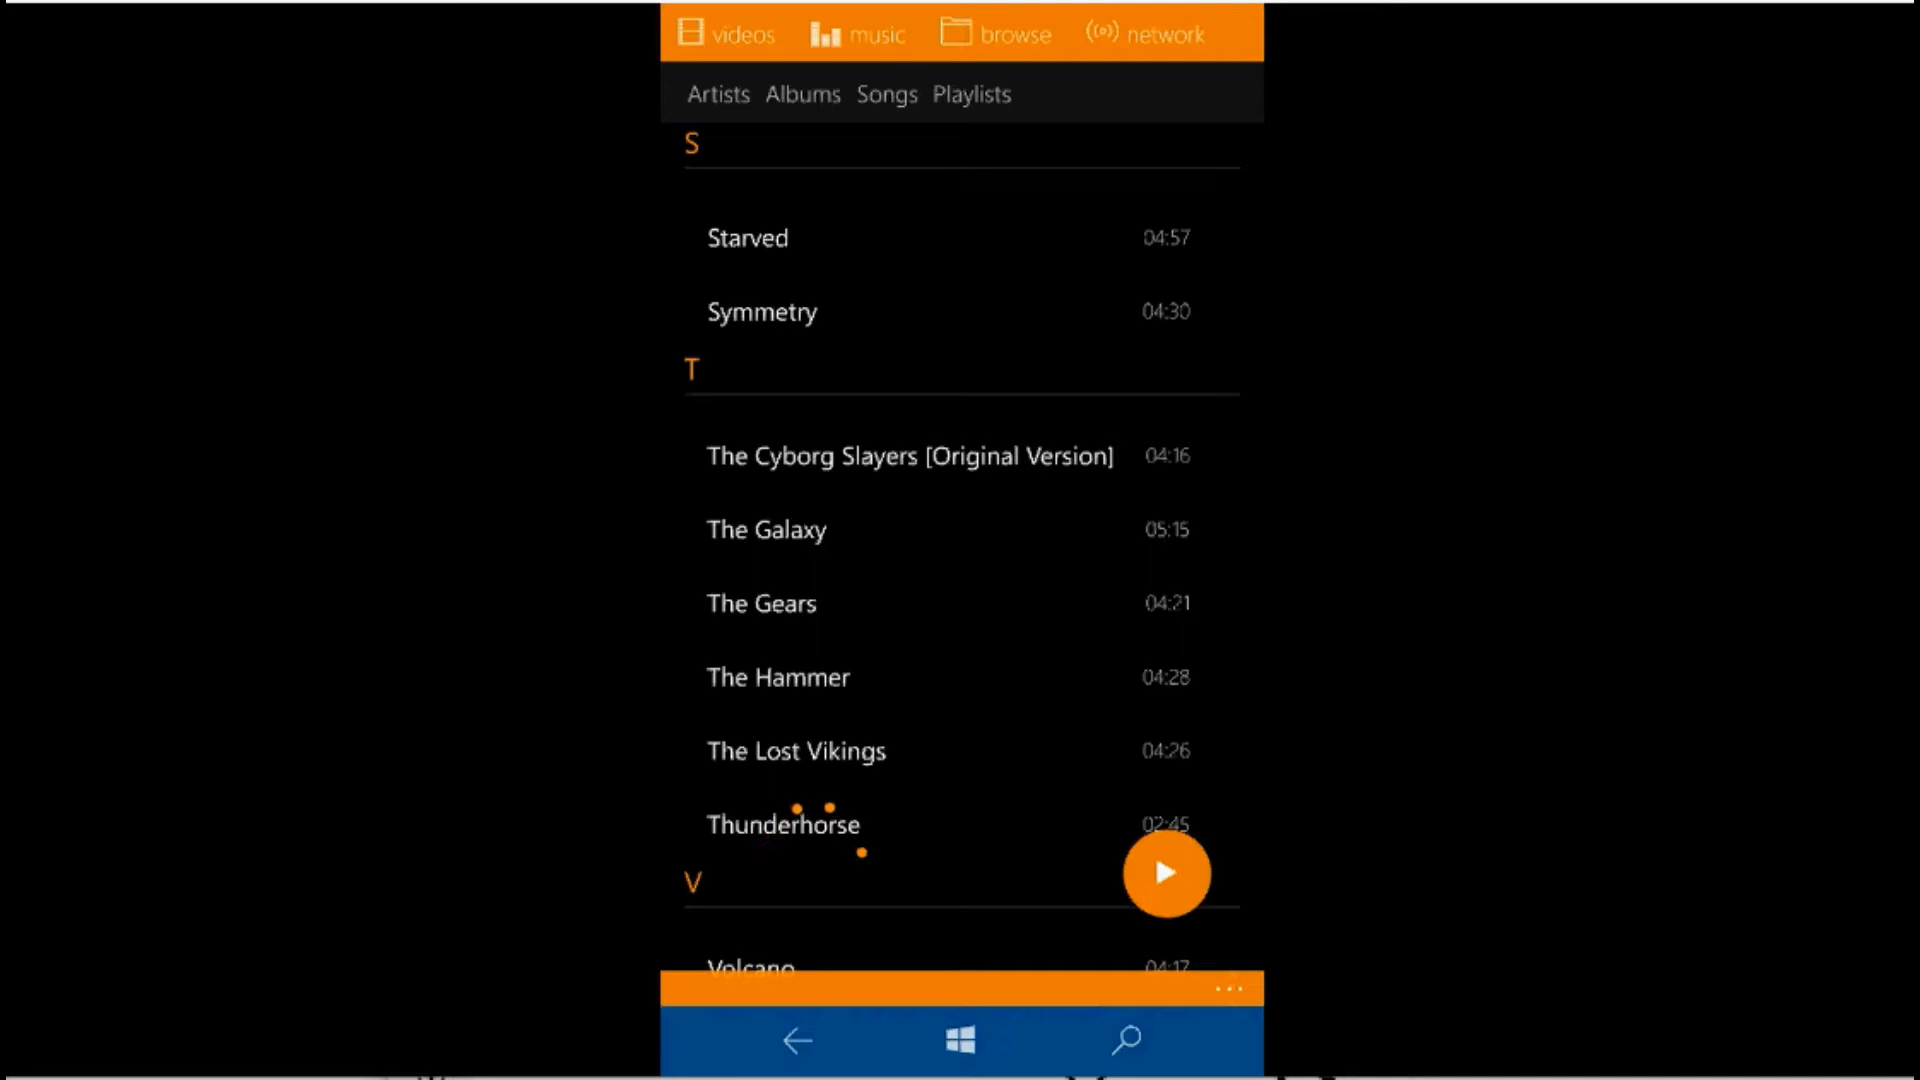 videos music browse network
Artists Albums Songs Playlists
S
Starved 04:57
Symmetry 04:30
T
The Cyborg Slayers [Original Version] 04:16
The Galaxy 05:15
The Gears 04:21
The Hammer 04:28
The Lost Vikings 04:26
Thunderhorse 02:45
V
Volcano 04:17
...